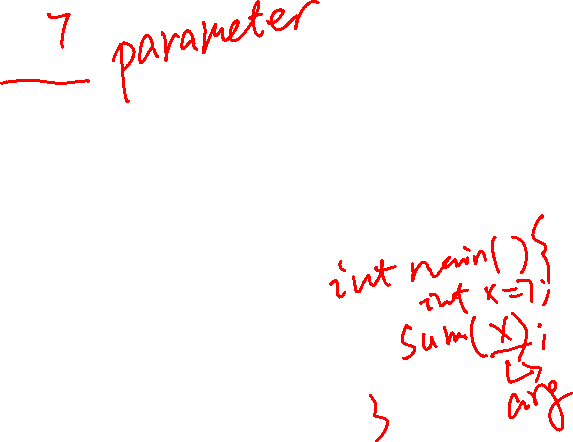 7 parameter
int main(){
int x=7;
sum(x);
arg
}